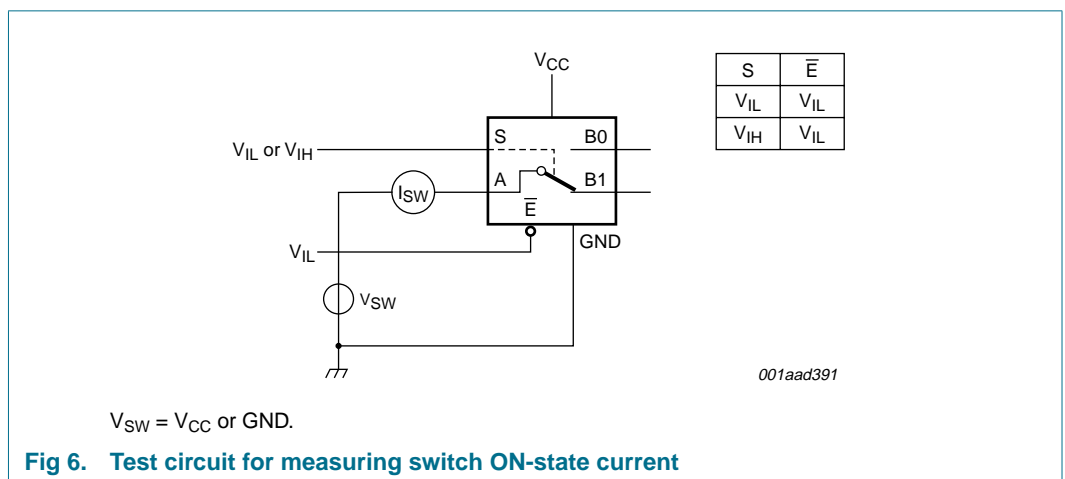 VCC
S E̅
VIL VIL
VIH VIL
VIL or VIH
S B0
A B1
ISW
E̅
GND
VIL
VSW
001aad391
VSW = VCC or GND.
Fig 6. Test circuit for measuring switch ON-state current